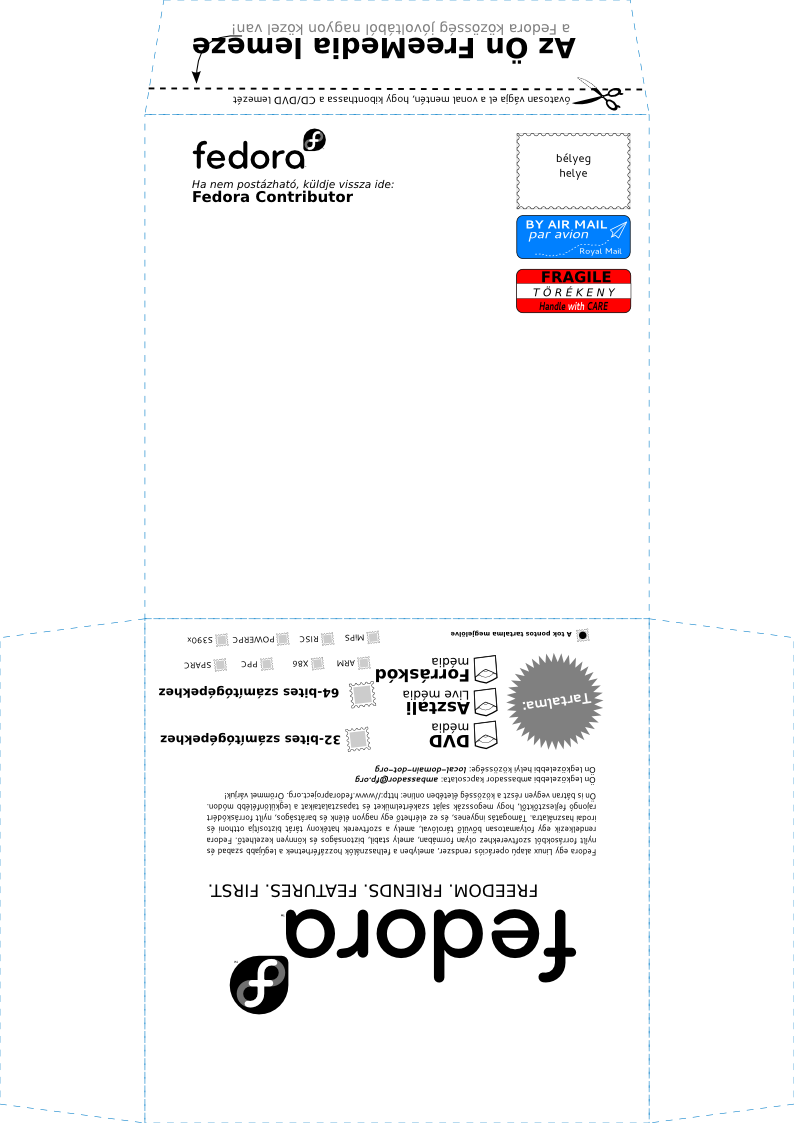 Az Ön FreeMedia lemeze
a Fedora közösség jóvoltából nagyon közel van!
óvatosan vágja el a vonal mentén, hogy kibonthassa a CD/DVD lemezét
fedora
Ha nem postázható, küldje vissza ide:
Fedora Contributor
bélyeg
helye
BY AIR MAIL
par avion
Royal Mail
FRAGILE
TÖRÉKENY
Handle with CARE
fedora
™
FREEDOM. FRIENDS. FEATURES. FIRST.
Fedora egy Linux alapú operációs rendszer, amelyben a felhasználók hozzáférhetnek a legújabb szabad és
nyílt forráskódból szoftverekhez olyan formában, amely stabil, biztonságos és könnyen kezelhető. Fedora
rendelkezik egy folyamatosan bővülő tárolóval, amely a szoftverek hatékony tárát biztosítja otthoni és
irodai használatra. Támogatás ingyenes, és ez elérhető egy nagyon élénk és barátságos, nyílt forráskódért
rajongó fejlesztőktől, hogy megosszák saját szakértelmüket és tapasztalataikat a legkülönfélébb módon.
Ön is bátran vegyen részt a közösség életében online: http://www.fedoraproject.org. Örömmel várjuk!
Ön legközelebbi ambassador kapcsolata: ambassador@fp.org
Ön legközelebbi helyi közössége: local-domain-dot-org
Tartalma:
DVD
média
32-bites számítógépekhez
Asztali
Live média
64-bites számítógépekhez
Forráskód
média
ARM
X86
PPC
SPARC
MiPS
RISC
POWERPC
S390x
A tok pontos tartalma megjelölve